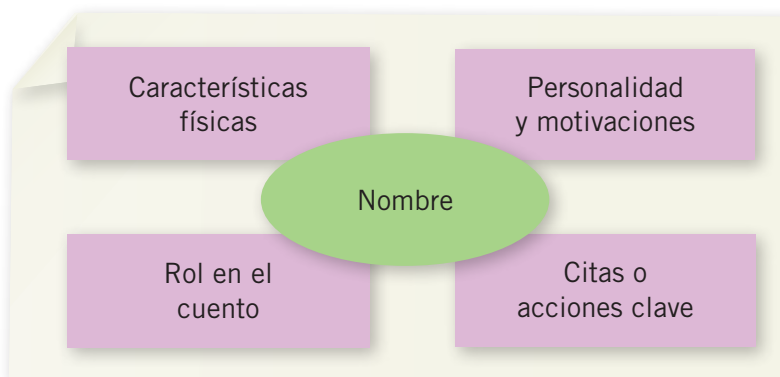 Características
físicas
Personalidad
y motivaciones
Nombre
Rol en el
cuento
Citas o
acciones clave